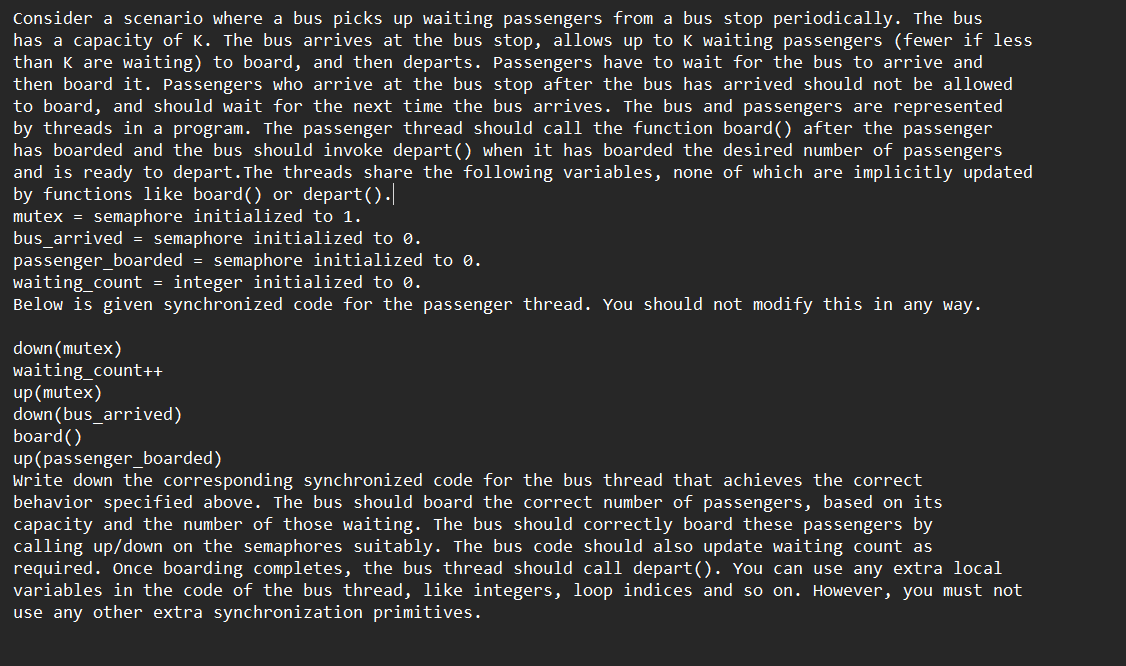 Consider a scenario where a bus picks up waiting passengers from a bus stop periodically. The bus
has a capacity of K. The bus arrives at the bus stop, allows up to K waiting passengers (fewer if less
than K are waiting) to board, and then departs. Passengers have to wait for the bus to arrive and
then board it. Passengers who arrive at the bus stop after the bus has arrived should not be allowed
to board, and should wait for the next time the bus arrives. The bus and passengers are represented
by threads in a program. The passenger thread should call the function board() after the passenger
has boarded and the bus should invoke depart() when it has boarded the desired number of passengers
and is ready to depart.The threads share the following variables, none of which are implicitly updated
by functions like board() or depart().
mutex = semaphore initialized to 1.
bus_arrived = semaphore initialized to 0.
passenger_boarded = semaphore initialized to 0.
waiting_count = integer initialized to 0.
Below is given synchronized code for the passenger thread. You should not modify this in any way.
down(mutex)
waiting_count++
up(mutex)
down(bus_arrived)
board()
up(passenger_boarded)
Write down the corresponding synchronized code for the bus thread that achieves the correct
behavior specified above. The bus should board the correct number of passengers, based on its
capacity and the number of those waiting. The bus should correctly board these passengers by
calling up/down on the semaphores suitably. The bus code should also update waiting count as
required. Once boarding completes, the bus thread should call depart(). You can use any extra local
variables in the code of the bus thread, like integers, loop indices and so on. However, you must not
use any other extra synchronization primitives.